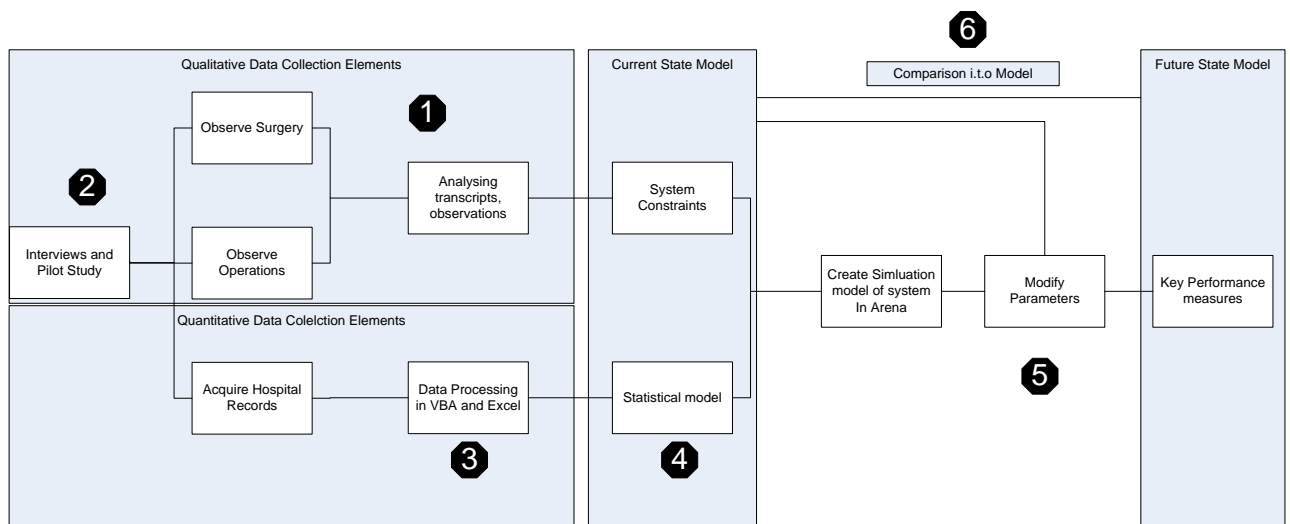 6
Qualitative Data Collection Elements
Current State Model
Comparison i.t.o Model
Future State Model
1
Observe Surgery
2
Analysing
transcripts,
observations
System
Constraints
Interviews and
Pilot Study
Observe
Operations
Create Simluation
model of system
In Arena
Modify
Parameters
Key Performance
measures
Quantitative Data Colelction Elements
Acquire Hospital
Records
Data Processing
in VBA and Excel
Statistical model
5
3
4